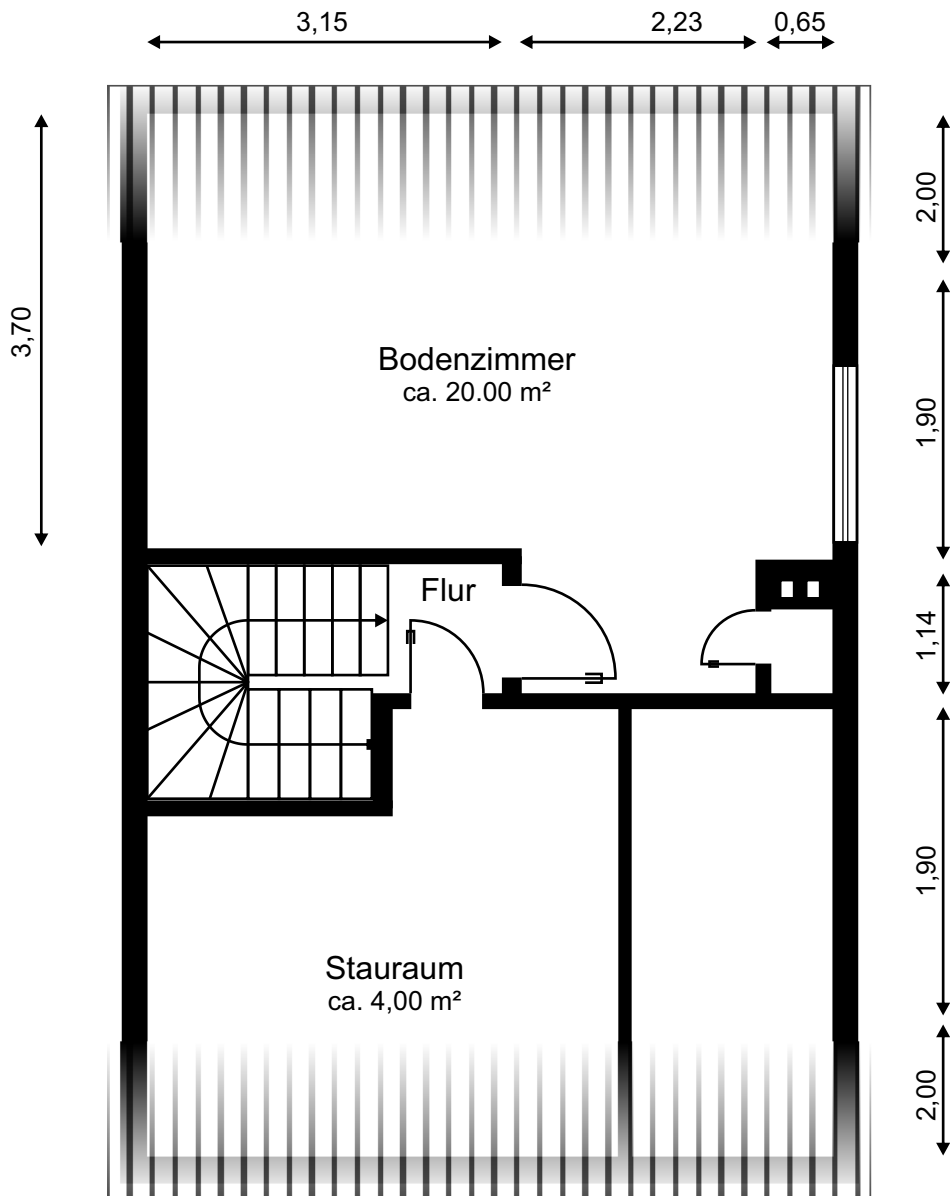 3,15
2,23
0,65
2,00
3,70
Bodenzimmer
ca. 20.00 m²
1,90
Flur
1,14
1,90
Stauraum
ca. 4,00 m²
2,00